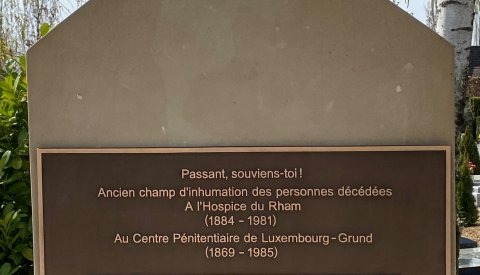 Passant, souviens-toi !
Ancien champ d'inhumation des personnes décédées
A l'Hospice du Rham
(1884 - 1981)
Au Centre Pénitentiaire de Luxembourg-Grund
(1869 - 1985)